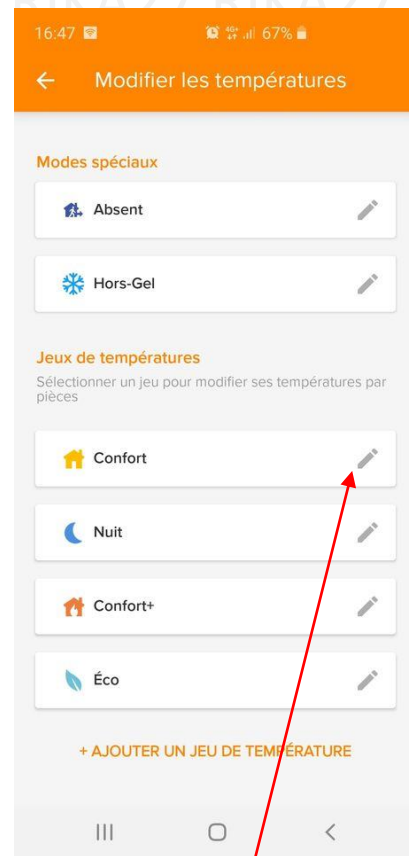 16:47 4G+ 67%
Modifier les températures
Modes spéciaux
Absent
Hors-Gel
Jeux de températures
Sélectionner un jeu pour modifier ses températures par
pièces
Confort
Nuit
Confort+
Éco
+ AJOUTER UN JEU DE TEMPÉRATURE